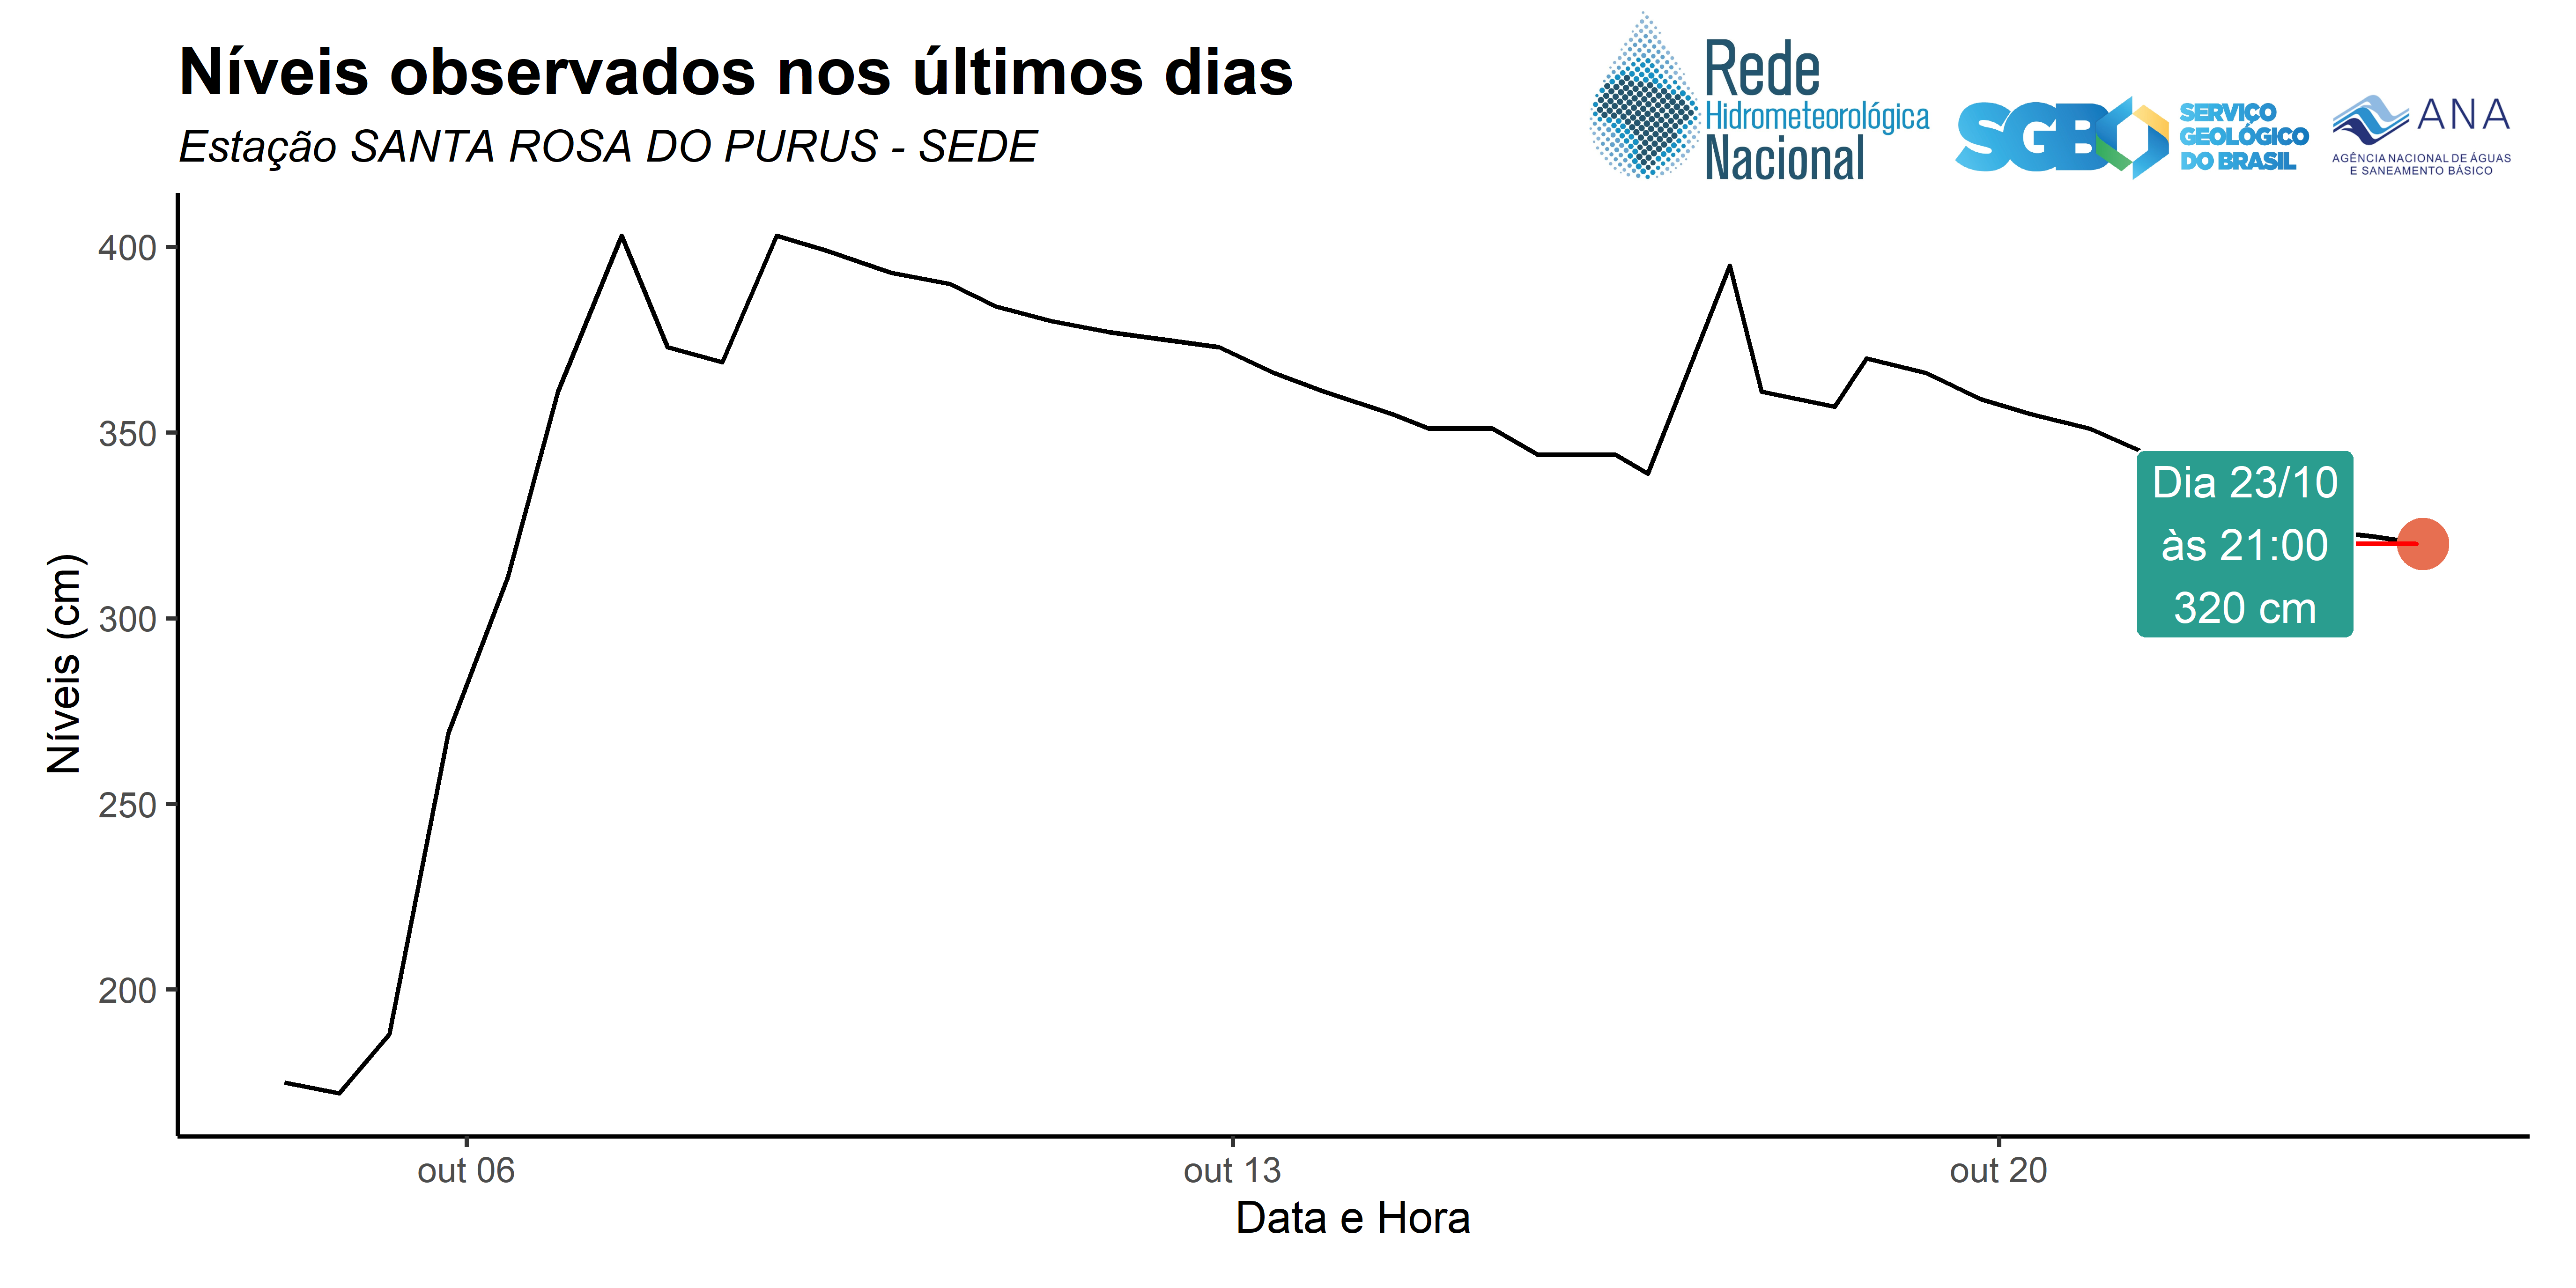 Níveis observados nos últimos dias
Estação SANTA ROSA DO PURUS - SEDE
Rede
Hidrometeorológica
Nacional
SGB
SERVIÇO
GEOLÓGICO
DO BRASIL
ANA
AGÊNCIA NACIONAL DE ÁGUAS
E SANEAMENTO BÁSICO
Níveis (cm)
400
350
300
250
200
Dia 23/10
às 21:00
320 cm
out 06
out 13
out 20
Data e Hora